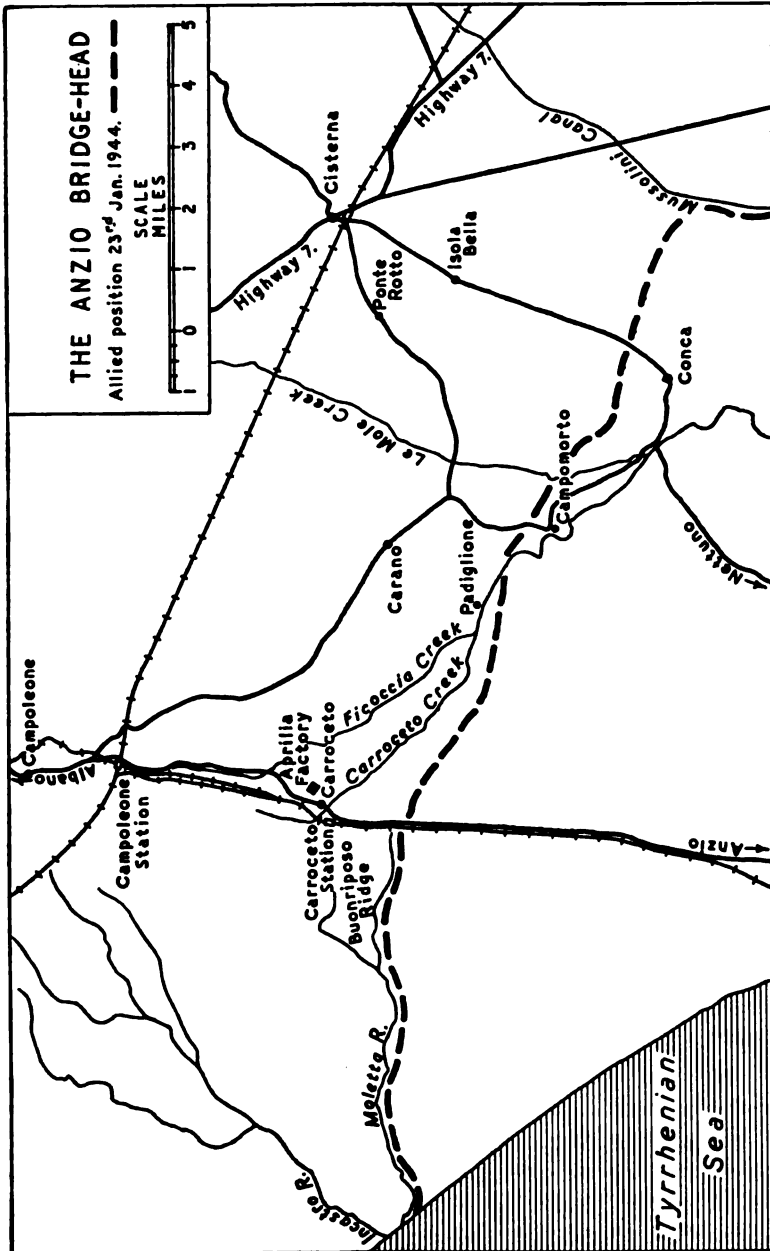 THE ANZIO BRIDGE-HEAD
Allied position 23rd Jan. 1944.
SCALE
MILES
1 0 1 2 3 4 5
Highway 7.
Cisterna
Highway 7.
Canal
Mussolini
Ponte
Rotto
Isola
Bella
Conca
Le Mole Creek
Campomorto
Nettuno
Carano
Padiglione
Ficoccia Creek
Carroceto Creek
Campoleone
Albano
Campoleone
Station
Aprilia
Factory
Carroceto
Carroceto
Station
Buonriposo
Ridge
Anzio
Moletta R.
Incastro R.
Tyrrhenian
Sea